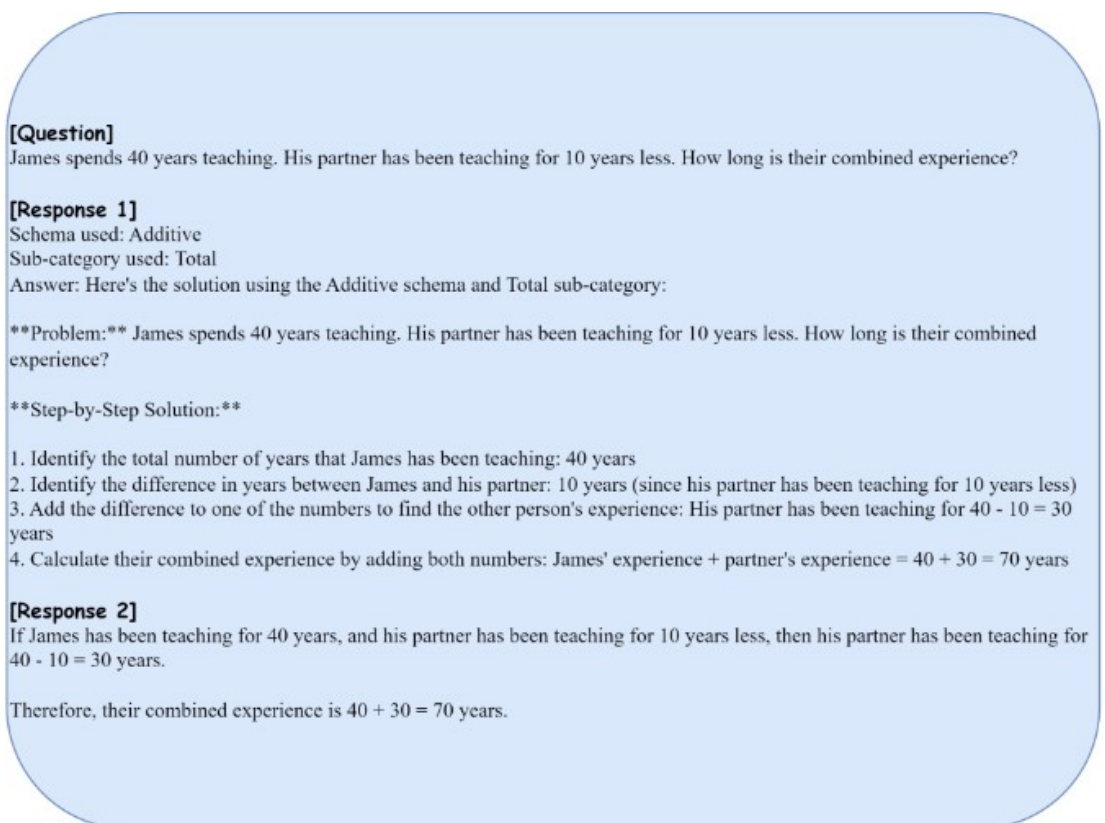 [Question]
James spends 40 years teaching. His partner has been teaching for 10 years less. How long is their combined experience?
[Response 1]
Schema used: Additive
Sub-category used: Total
Answer: Here's the solution using the Additive schema and Total sub-category:
**Problem:** James spends 40 years teaching. His partner has been teaching for 10 years less. How long is their combined
experience?
**Step-by-Step Solution:**
1. Identify the total number of years that James has been teaching: 40 years
2. Identify the difference in years between James and his partner: 10 years (since his partner has been teaching for 10 years less)
3. Add the difference to one of the numbers to find the other person's experience: His partner has been teaching for 40 - 10 = 30
years
4. Calculate their combined experience by adding both numbers: James' experience + partner's experience = 40 + 30 = 70 years
[Response 2]
If James has been teaching for 40 years, and his partner has been teaching for 10 years less, then his partner has been teaching for
40 - 10 = 30 years.
Therefore, their combined experience is 40 + 30 = 70 years.